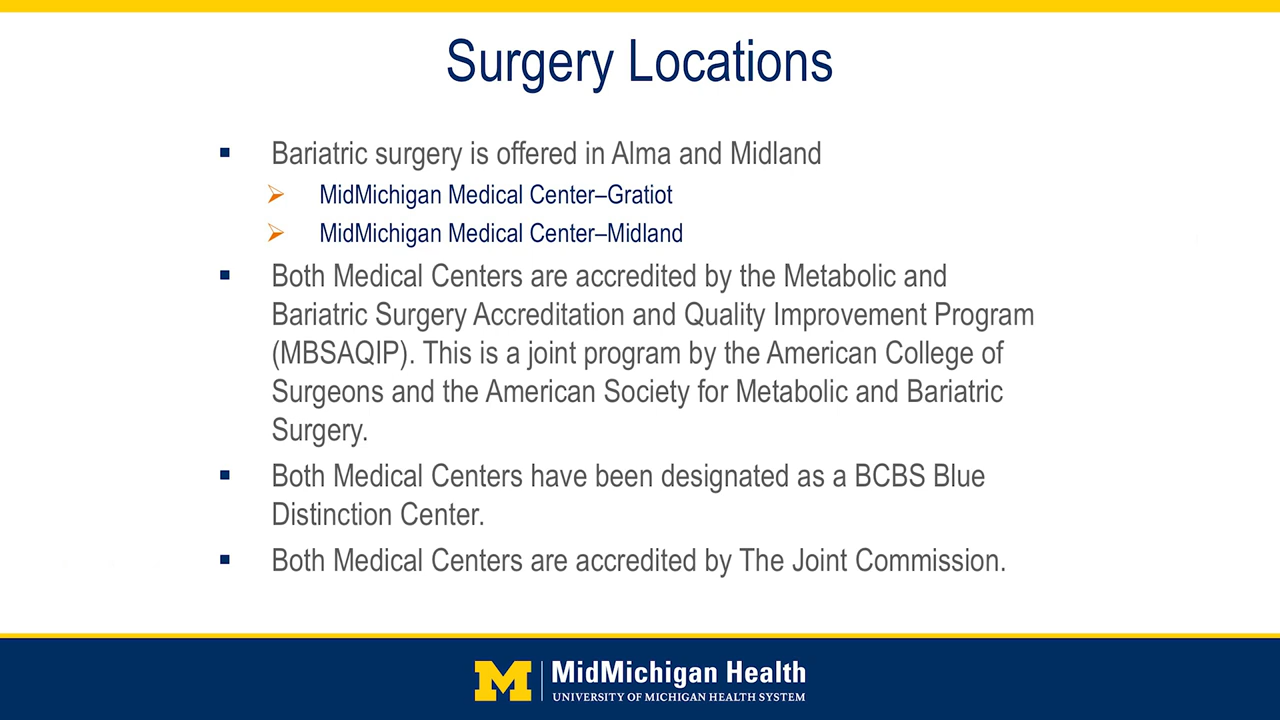 Surgery Locations
Bariatric surgery is offered in Alma and Midland
MidMichigan Medical Center–Gratiot
MidMichigan Medical Center–Midland
Both Medical Centers are accredited by the Metabolic and
Bariatric Surgery Accreditation and Quality Improvement Program
(MBSAQIP). This is a joint program by the American College of
Surgeons and the American Society for Metabolic and Bariatric
Surgery.
Both Medical Centers have been designated as a BCBS Blue
Distinction Center.
Both Medical Centers are accredited by The Joint Commission.
M MidMichigan Health
UNIVERSITY OF MICHIGAN HEALTH SYSTEM